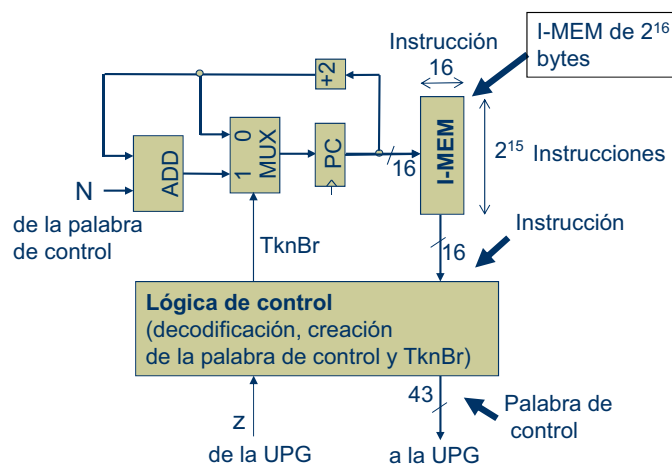 Instrucción
16
I-MEM de 2¹⁶
bytes
+2
0
1
MUX
PC
16
I-MEM
2¹⁵ Instrucciones
ADD
N
de la palabra
de control
TknBr
16
Instrucción
Lógica de control
(decodificación, creación
de la palabra de control y TknBr)
z
de la UPG
43
a la UPG
Palabra de
control